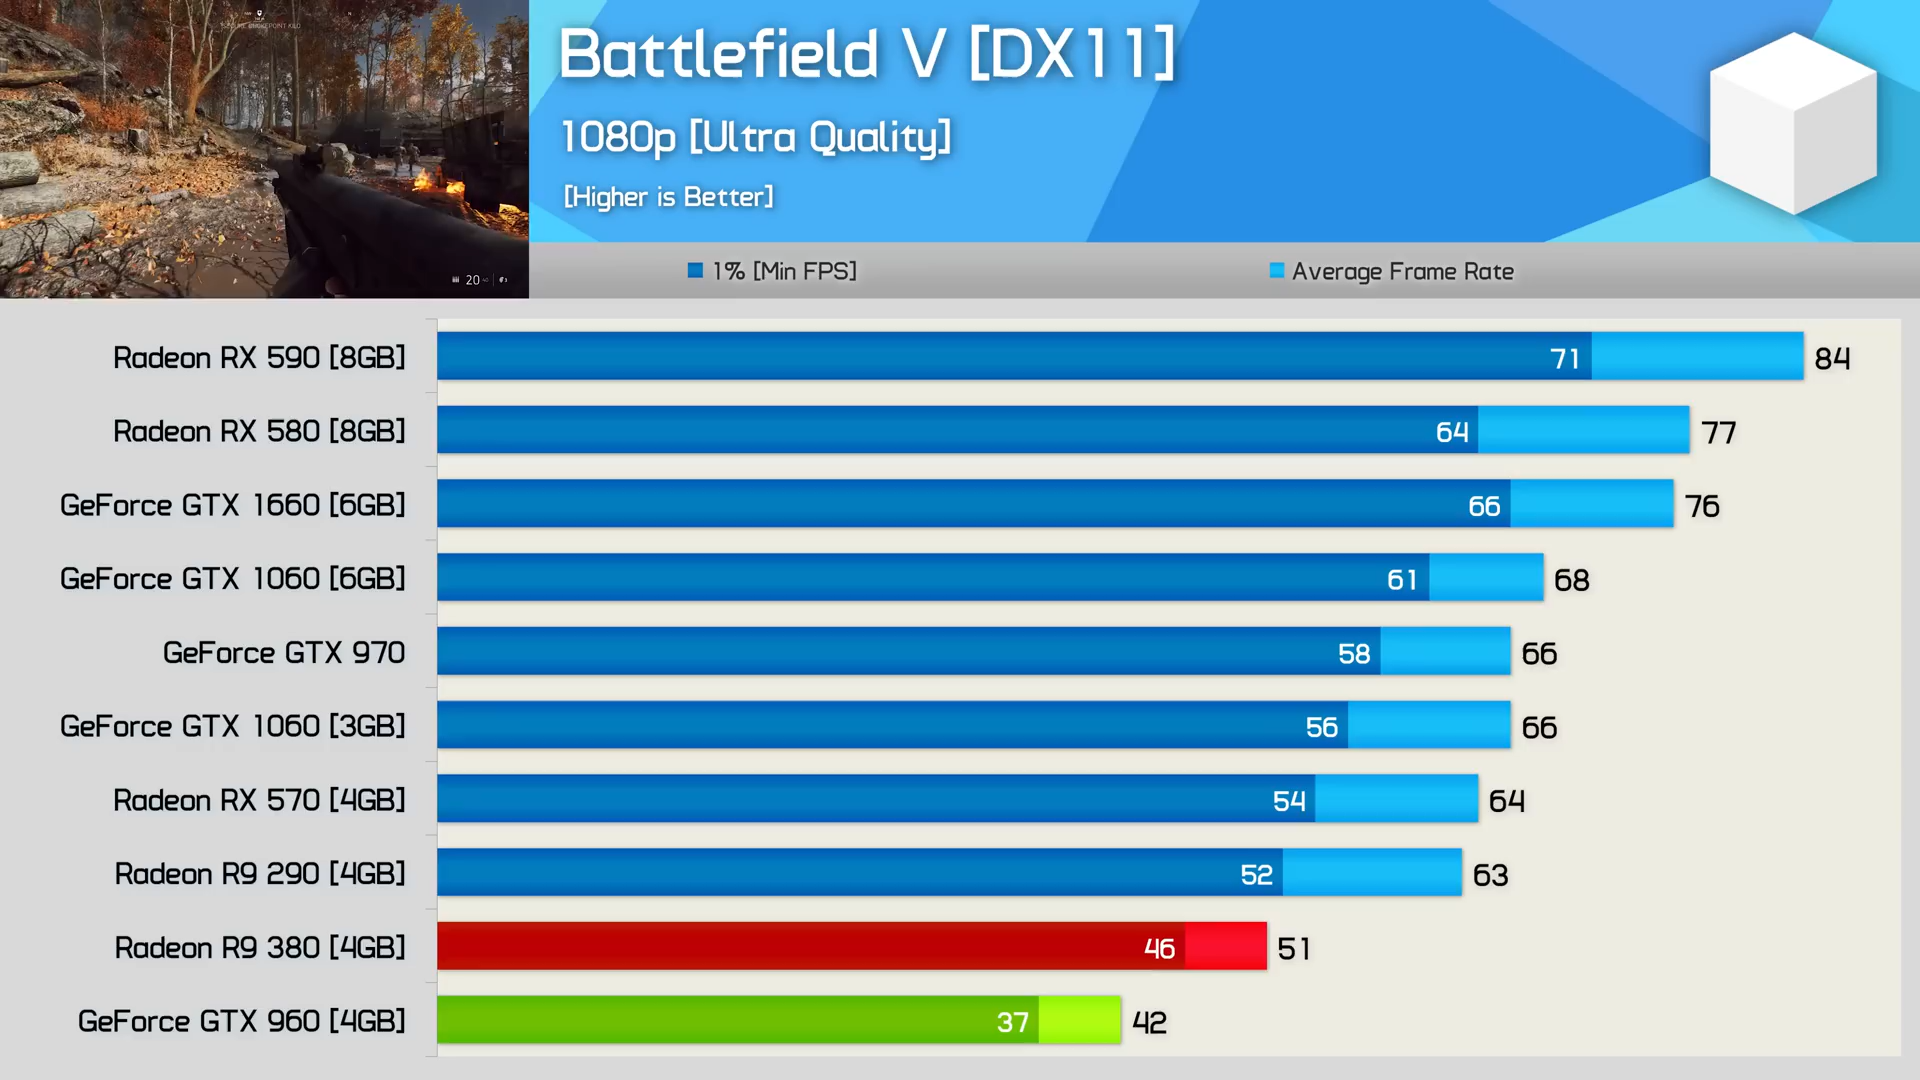 Battlefield V [DX11]
1080p [Ultra Quality]
[Higher is Better]
20
1% [Min FPS]
Average Frame Rate
Radeon RX 590 [8GB] 71 84
Radeon RX 580 [8GB] 64 77
GeForce GTX 1660 [6GB] 66 76
GeForce GTX 1060 [6GB] 61 68
GeForce GTX 970 58 66
GeForce GTX 1060 [3GB] 56 66
Radeon RX 570 [4GB] 54 64
Radeon R9 290 [4GB] 52 63
Radeon R9 380 [4GB] 46 51
GeForce GTX 960 [4GB] 37 42